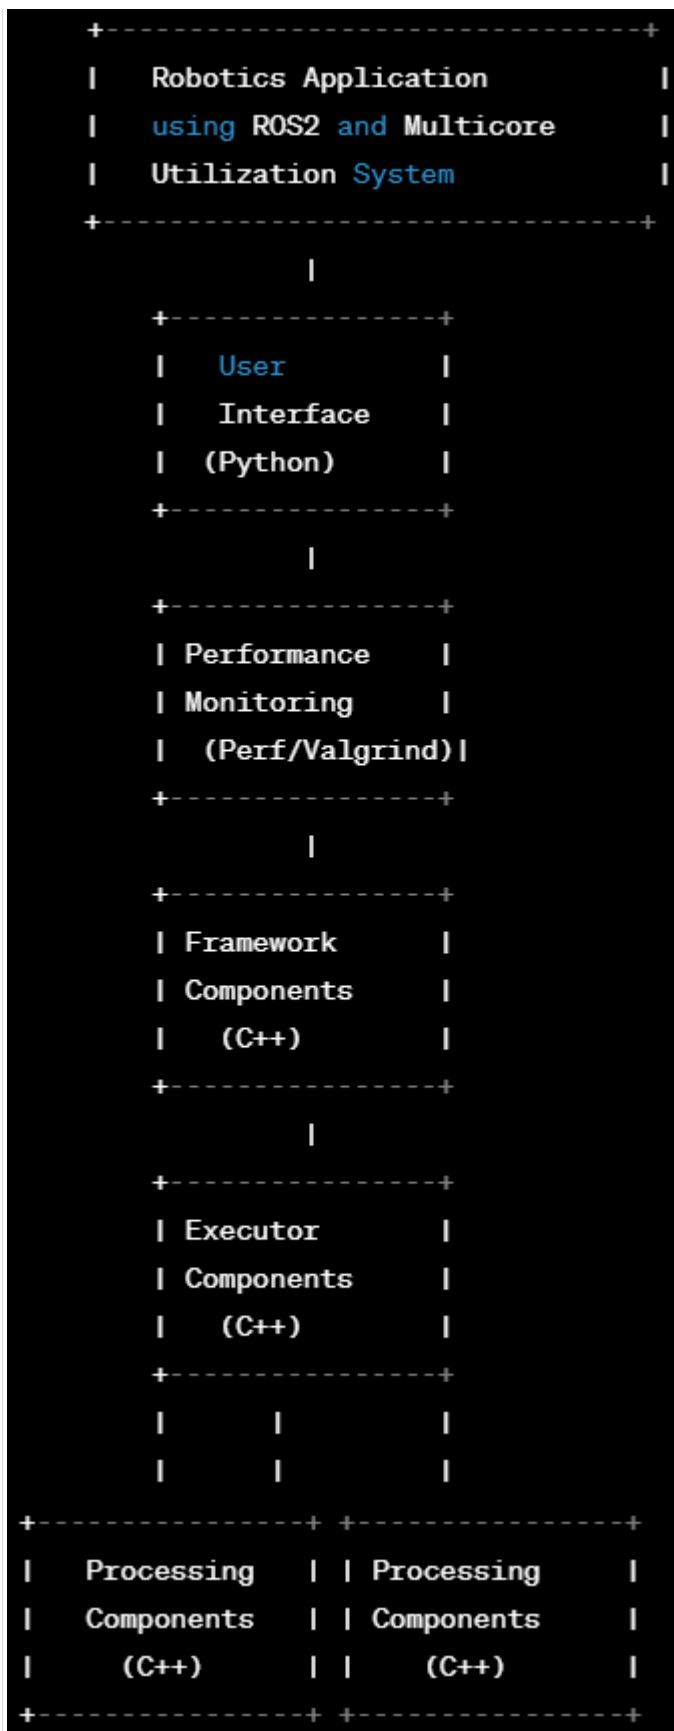 Robotics Application
using ROS2 and Multicore
Utilization System
User
Interface
(Python)
Performance
Monitoring
(Perf/Valgrind)
Framework
Components
(C++)
Executor
Components
(C++)
Processing Processing
Components Components
(C++) (C++)